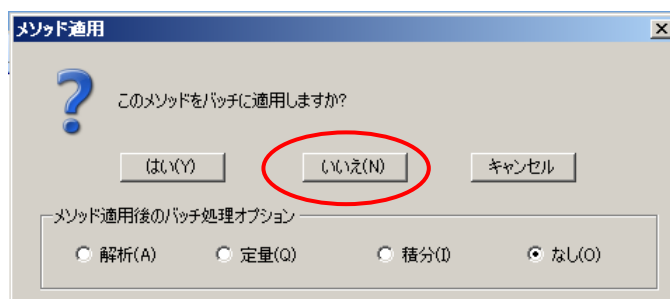 メソッド適用
このメソッドをバッチに適用しますか?
はい(Y) いいえ(N) キャンセル
メソッド適用後のバッチ処理オプション
解析(A) 定量(Q) 積分(I) なし(O)